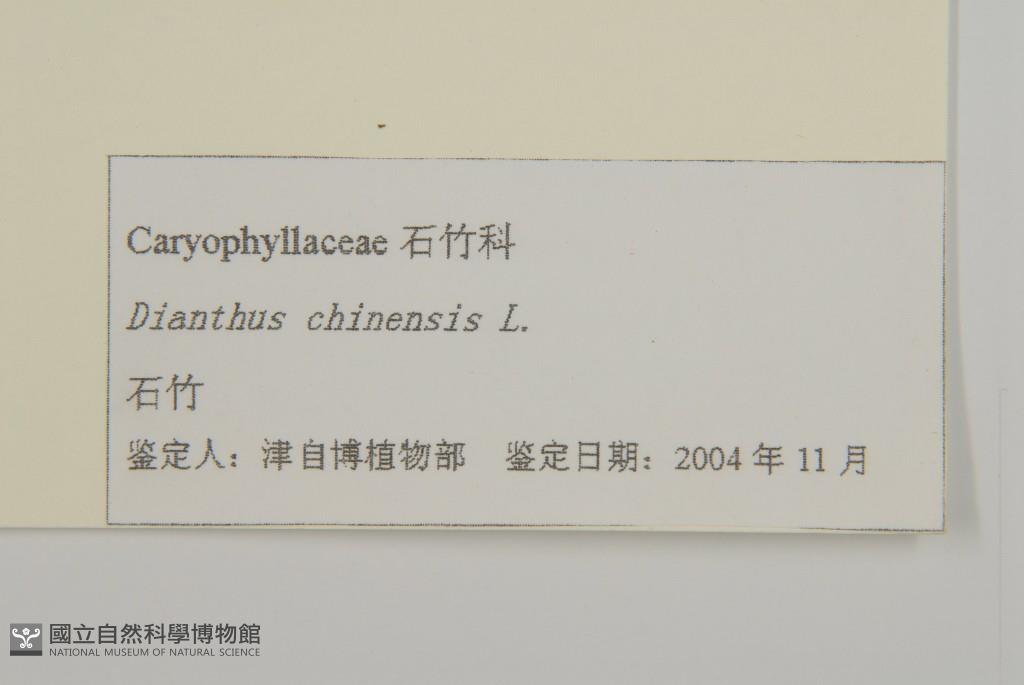 Caryophyllaceae 石竹科
Dianthus chinensis L.
石竹
鉴定人：津自博植物部 鉴定日期：2004 年 11 月
國立自然科學博物館
NATIONAL MUSEUM OF NATURAL SCIENCE